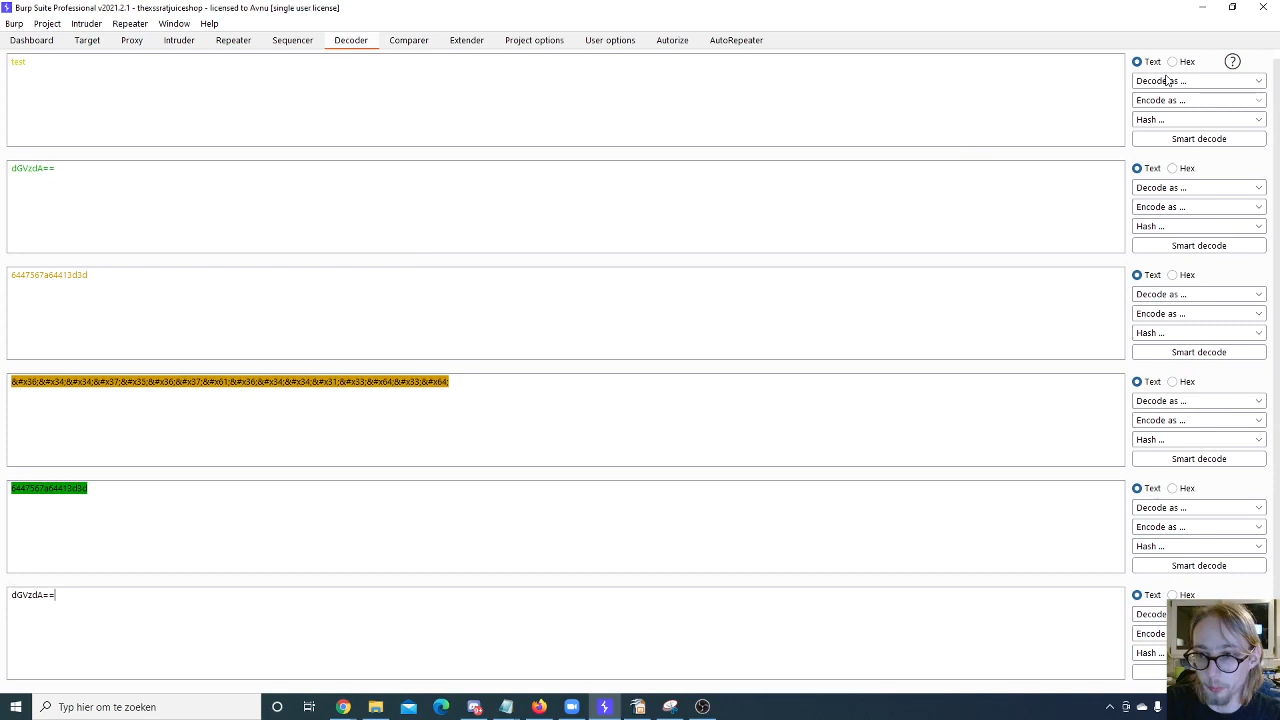 Burp Suite Professional v2021.2.1 - thexssratjuiceshop - licensed to Avnu [single user license]
Burp Project Intruder Repeater Window Help
Dashboard Target Proxy Intruder Repeater Sequencer Decoder Comparer Extender Project options User options Autorize AutoRepeater
test
Text Hex ?
Decode as ...
Encode as ...
Hash ...
Smart decode
dGVzdA==
Text Hex
Decode as ...
Encode as ...
Hash ...
Smart decode
6447567a64413d3d
Text Hex
Decode as ...
Encode as ...
Hash ...
Smart decode
&#x36;&#x34;&#x34;&#x37;&#x35;&#x36;&#x37;&#x61;&#x36;&#x34;&#x34;&#x31;&#x33;&#x64;&#x33;&#x64;
Text Hex
Decode as ...
Encode as ...
Hash ...
Smart decode
6447567a64413d3d
Text Hex
Decode as ...
Encode as ...
Hash ...
Smart decode
dGVzdA==
Text Hex
Decode
Encode
Hash ...
Typ hier om te zoeken